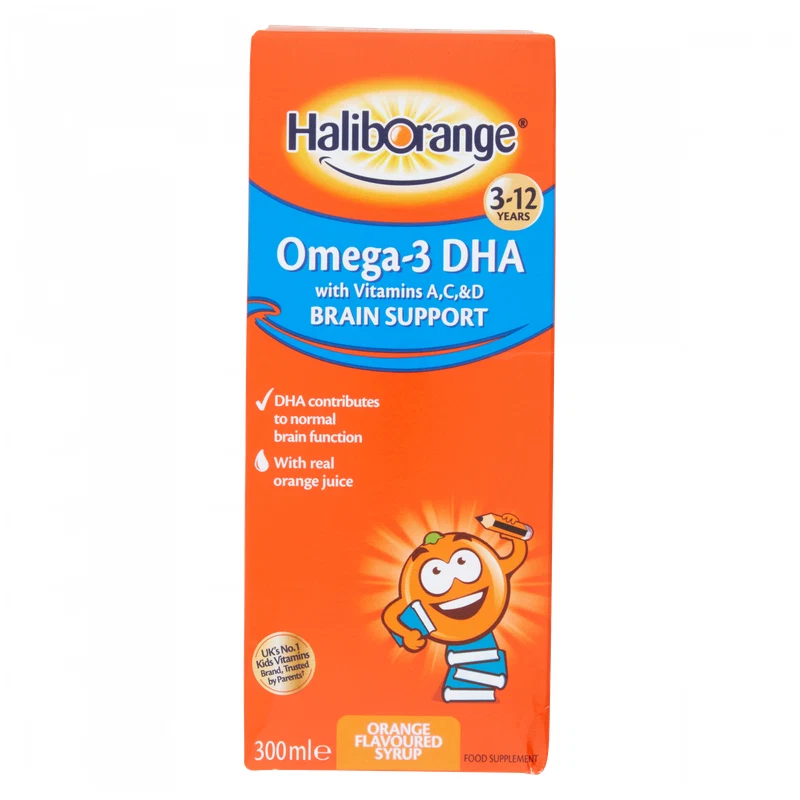 HalibOrange®
3-12
YEARS
Omega-3 DHA
with Vitamins A,C,&D
BRAIN SUPPORT
DHA contributes
to normal
brain function
With real
orange juice
UK's No.1
Kids Vitamins
Brand, Trusted
by Parents†
300ml℮
ORANGE
FLAVOURED
SYRUP
FOOD SUPPLEMENT